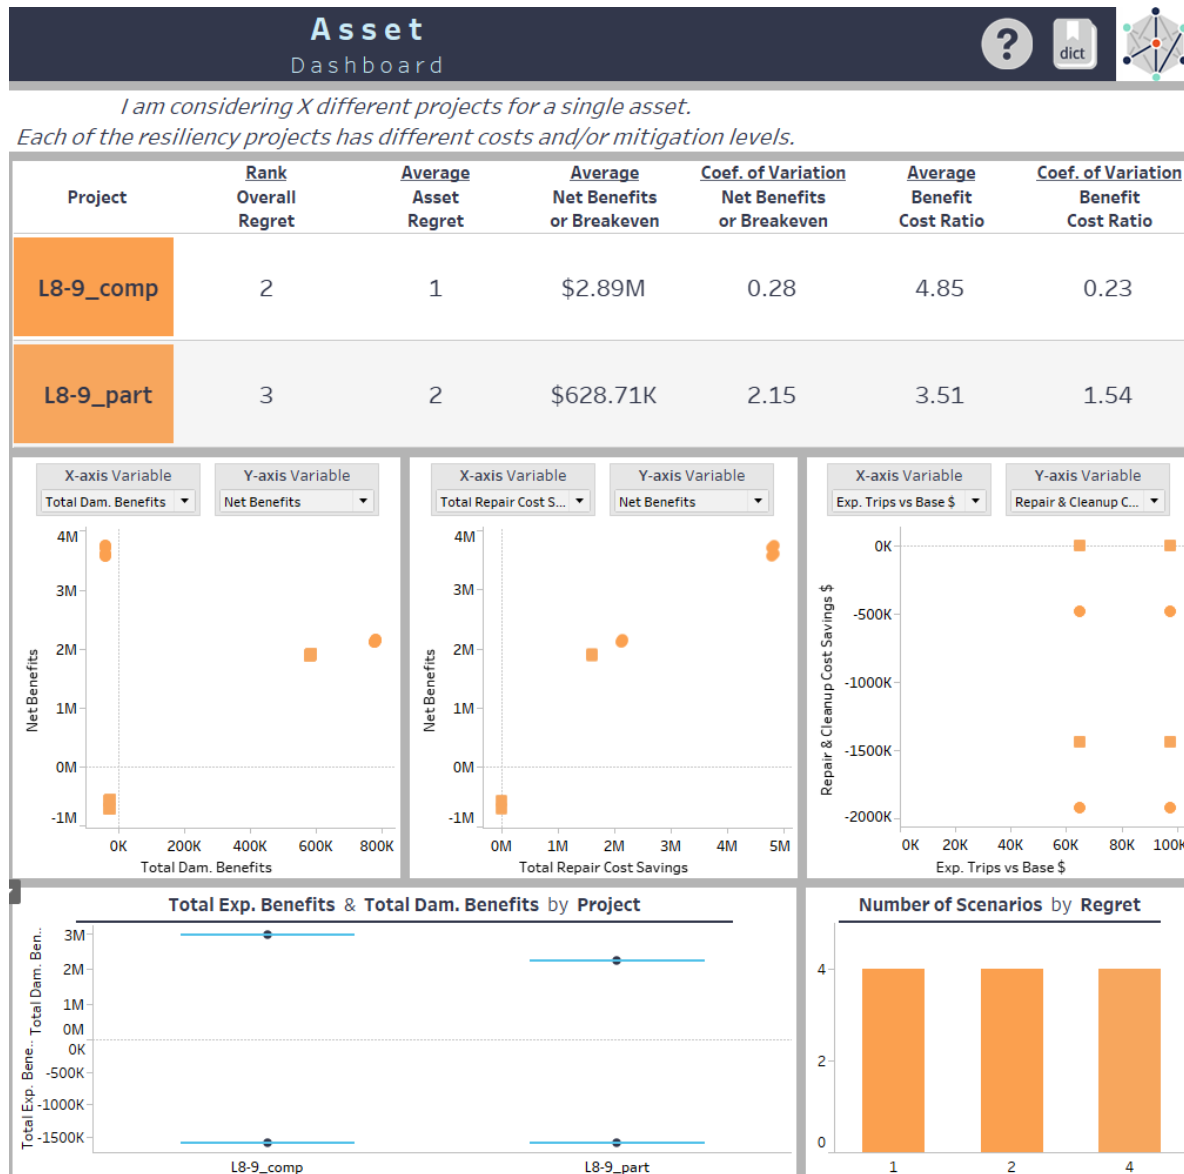 Asset
Dashboard
?
dict
I am considering X different projects for a single asset.
Each of the resiliency projects has different costs and/or mitigation levels.
Project
Rank Overall Regret
Average Asset Regret
Average Net Benefits or Breakeven
Coef. of Variation Net Benefits or Breakeven
Average Benefit Cost Ratio
Coef. of Variation Benefit Cost Ratio
L8-9_comp 2 1 $2.89M 0.28 4.85 0.23
L8-9_part 3 2 $628.71K 2.15 3.51 1.54
X-axis Variable Y-axis Variable
Total Dam. Benefits Net Benefits
4M
3M
2M
1M
0M
-1M
Net Benefits
0K 200K 400K 600K 800K
Total Dam. Benefits
X-axis Variable Y-axis Variable
Total Repair Cost S... Net Benefits
4M
3M
2M
1M
0M
-1M
Net Benefits
0M 1M 2M 3M 4M 5M
Total Repair Cost Savings
X-axis Variable Y-axis Variable
Exp. Trips vs Base $ Repair & Cleanup C...
0K
-500K
-1000K
-1500K
-2000K
Repair & Cleanup Cost Savings $
0K 20K 40K 60K 80K 100K
Exp. Trips vs Base $
Total Exp. Benefits & Total Dam. Benefits by Project
Total Dam. Ben..
3M
2M
1M
0M
Total Exp. Bene..
0K
-500K
-1000K
-1500K
L8-9_comp L8-9_part
Number of Scenarios by Regret
4
2
0
1 2 4